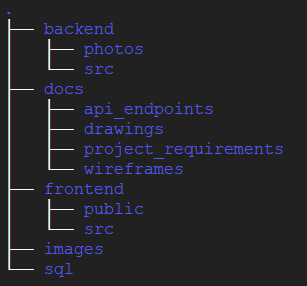 .
├── backend
│   ├── photos
│   └── src
├── docs
│   ├── api_endpoints
│   ├── drawings
│   ├── project_requirements
│   └── wireframes
├── frontend
│   ├── public
│   └── src
├── images
└── sql